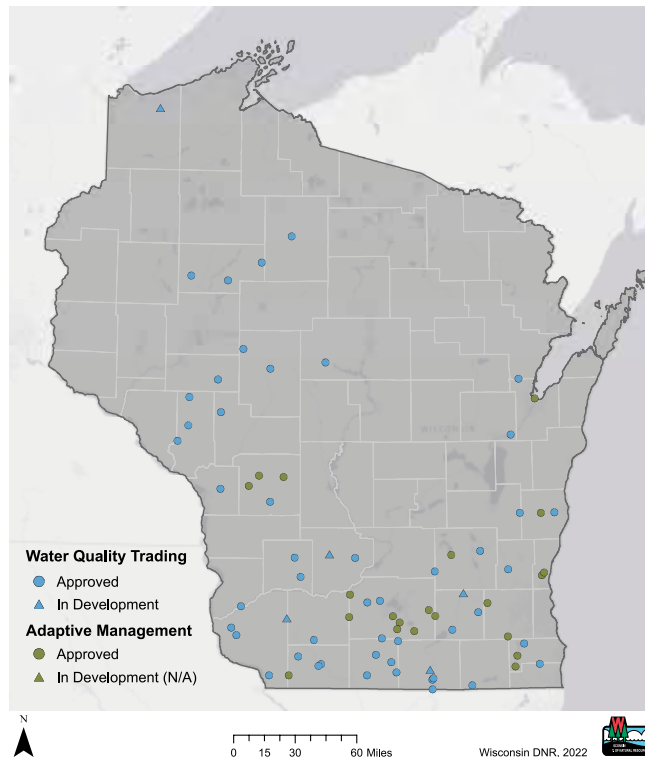 WISCONSIN
Water Quality Trading
Approved
In Development
Adaptive Management
Approved
In Development (N/A)
N
0 15 30 60 Miles
Wisconsin DNR, 2022
W
WISCONSIN